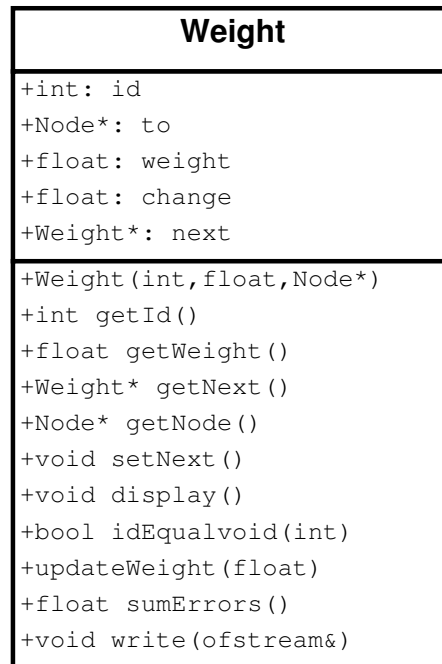 Weight
+int: id
+Node*: to
+float: weight
+float: change
+Weight*: next
+Weight(int,float,Node*)
+int getId()
+float getWeight()
+Weight* getNext()
+Node* getNode()
+void setNext()
+void display()
+bool idEqualvoid(int)
+updateWeight(float)
+float sumErrors()
+void write(ofstream&)